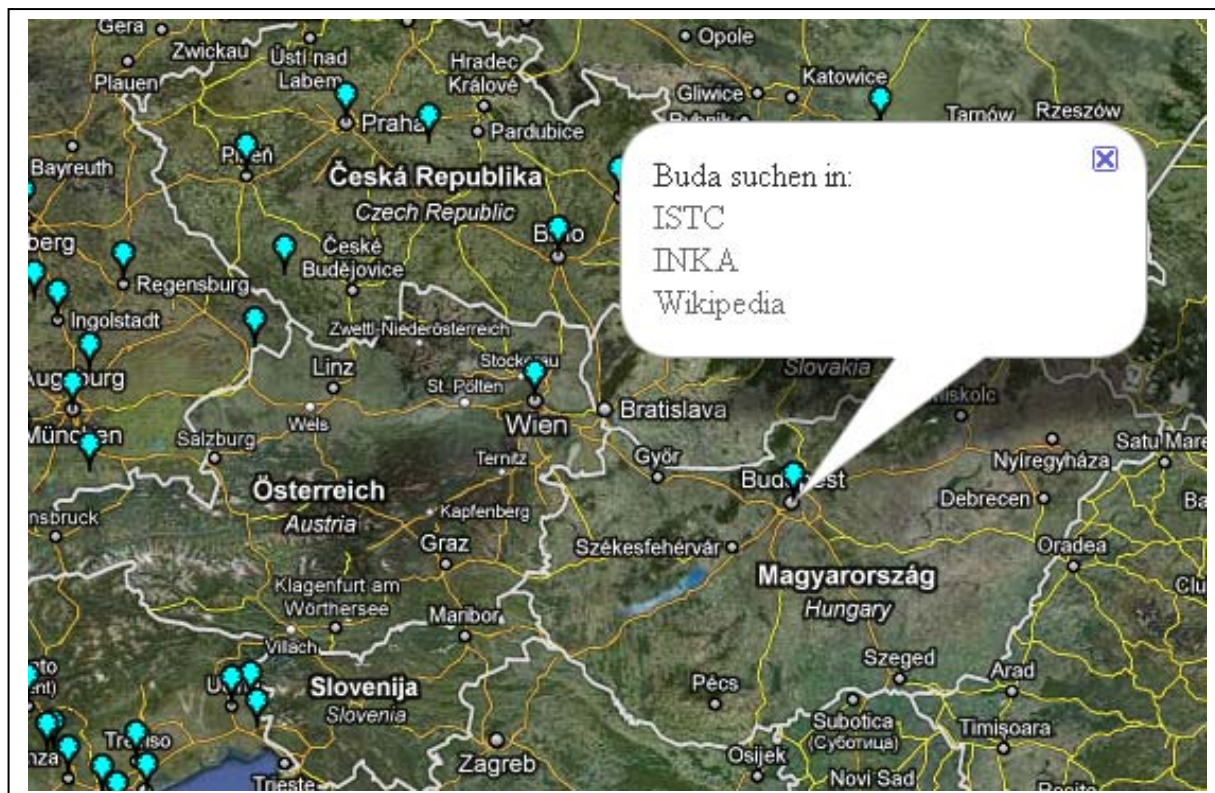 Gera
Zwickau
Plauen
Ústí nad
Labem
Hradec
Králové
Opole
Gliwice
Katowice
Tarnów
Rzeszów
Praha
Pardubice
Bayreuth
Plzeň
Česká Republika
Czech Republic
Brno
České
Budějovice
Regensburg
Ingolstadt
Zwettl-Niederösterreich
Linz
Stockerau
St. Pölten
Wels
Wien
Bratislava
München
Salzburg
Ternitz
Győr
Österreich
Austria
Kapfenberg
Graz
Klagenfurt am
Wörthersee
Villach
Maribor
Slovenija
Slovenia
Zagreb
Trieste
Buda suchen in:
ISTC
INKA
Wikipedia
Slovakia
Budapest
Nyíregyháza
Satu Mare
Debrecen
Székesfehérvár
Oradea
Magyarország
Hungary
Szeged
Arad
Pécs
Subotica
(Суботица)
Timișoara
Osijek
Novi Sad